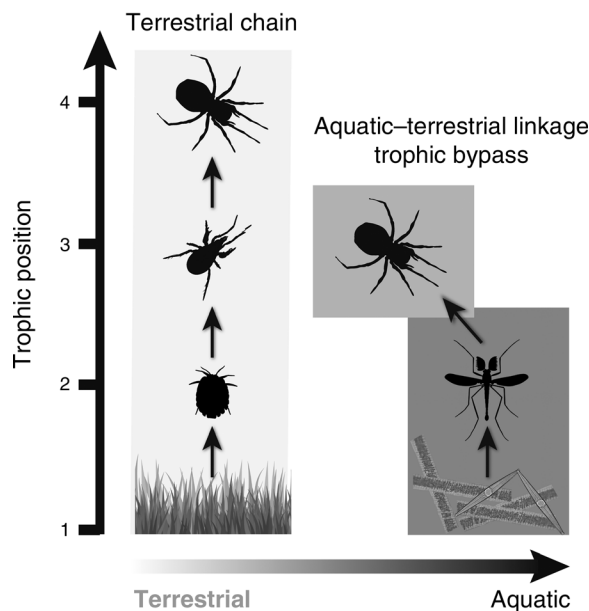 Terrestrial chain
4
Aquatic–terrestrial linkage
trophic bypass
3
Trophic position
2
1
Terrestrial
Aquatic